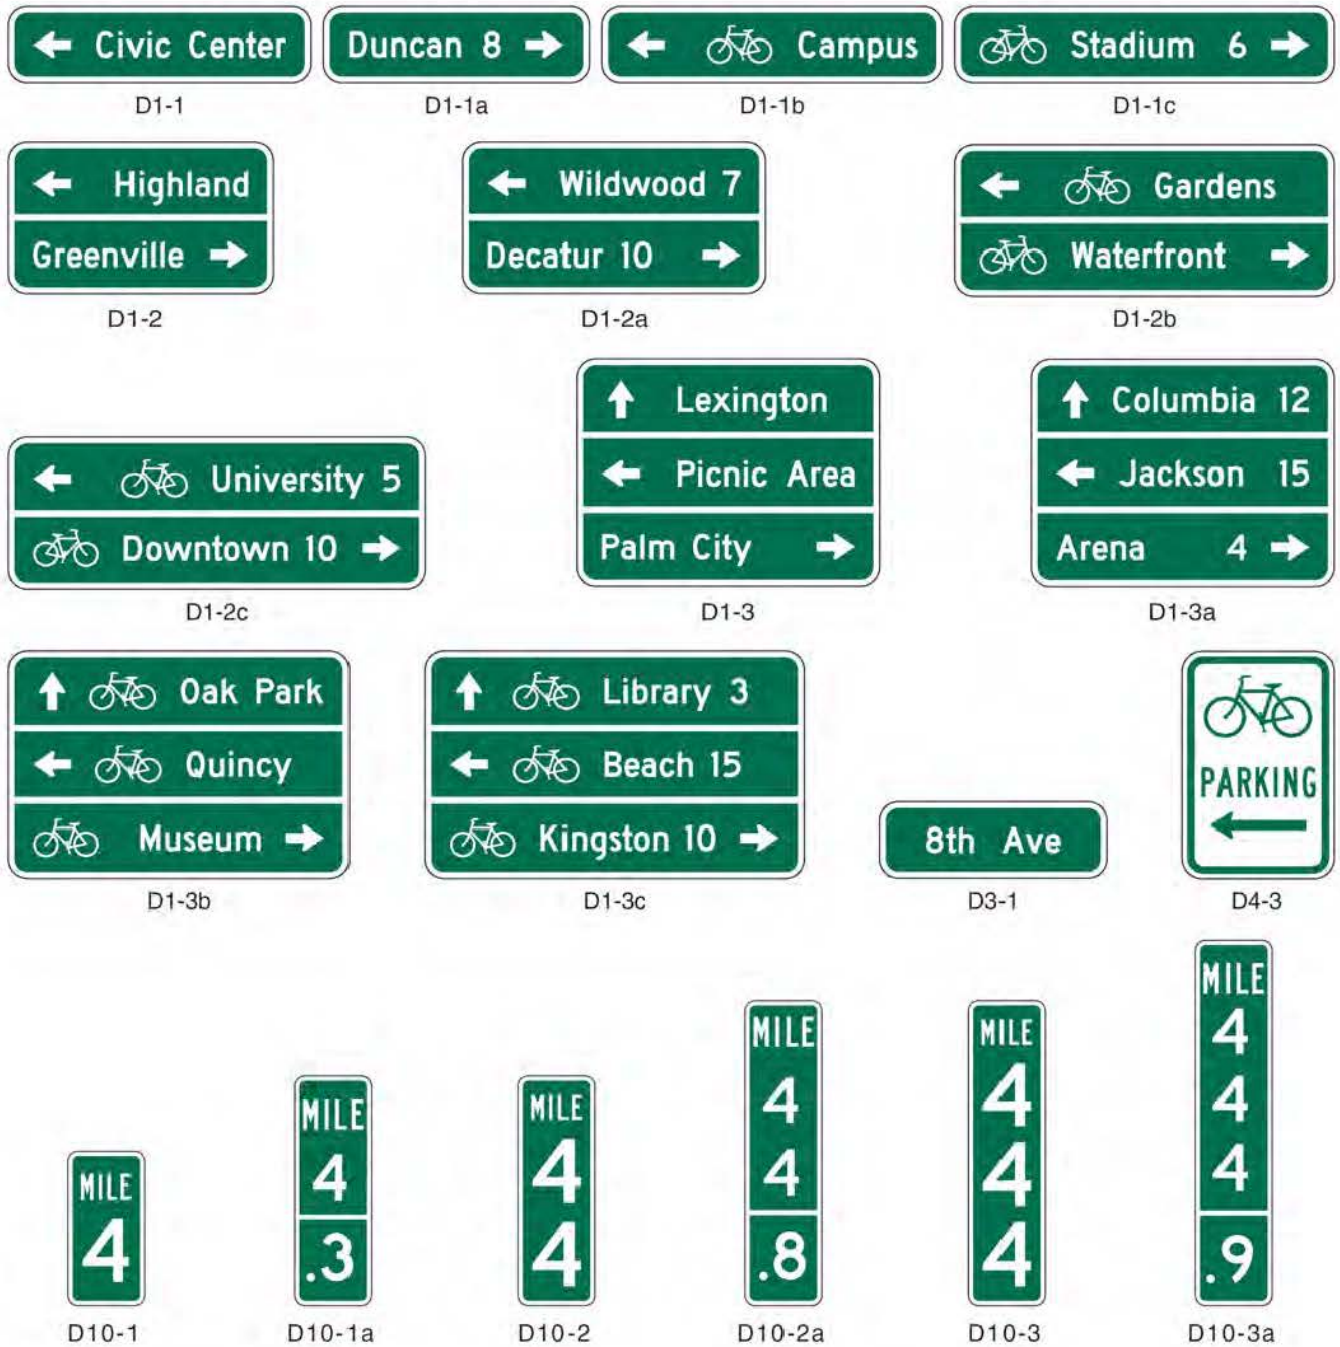 Civic Center
Duncan 8
Campus
Stadium 6
D1-1
D1-1a
D1-1b
D1-1c
Highland
Greenville
Wildwood 7
Decatur 10
Gardens
Waterfront
D1-2
D1-2a
D1-2b
University 5
Downtown 10
Lexington
Picnic Area
Palm City
Columbia 12
Jackson 15
Arena 4
D1-2c
D1-3
D1-3a
Oak Park
Quincy
Museum
Library 3
Beach 15
Kingston 10
8th Ave
PARKING
D1-3b
D1-3c
D3-1
D4-3
MILE
4
MILE
4
.3
MILE
4
4
MILE
4
4
.8
MILE
4
4
4
MILE
4
4
4
.9
D10-1
D10-1a
D10-2
D10-2a
D10-3
D10-3a